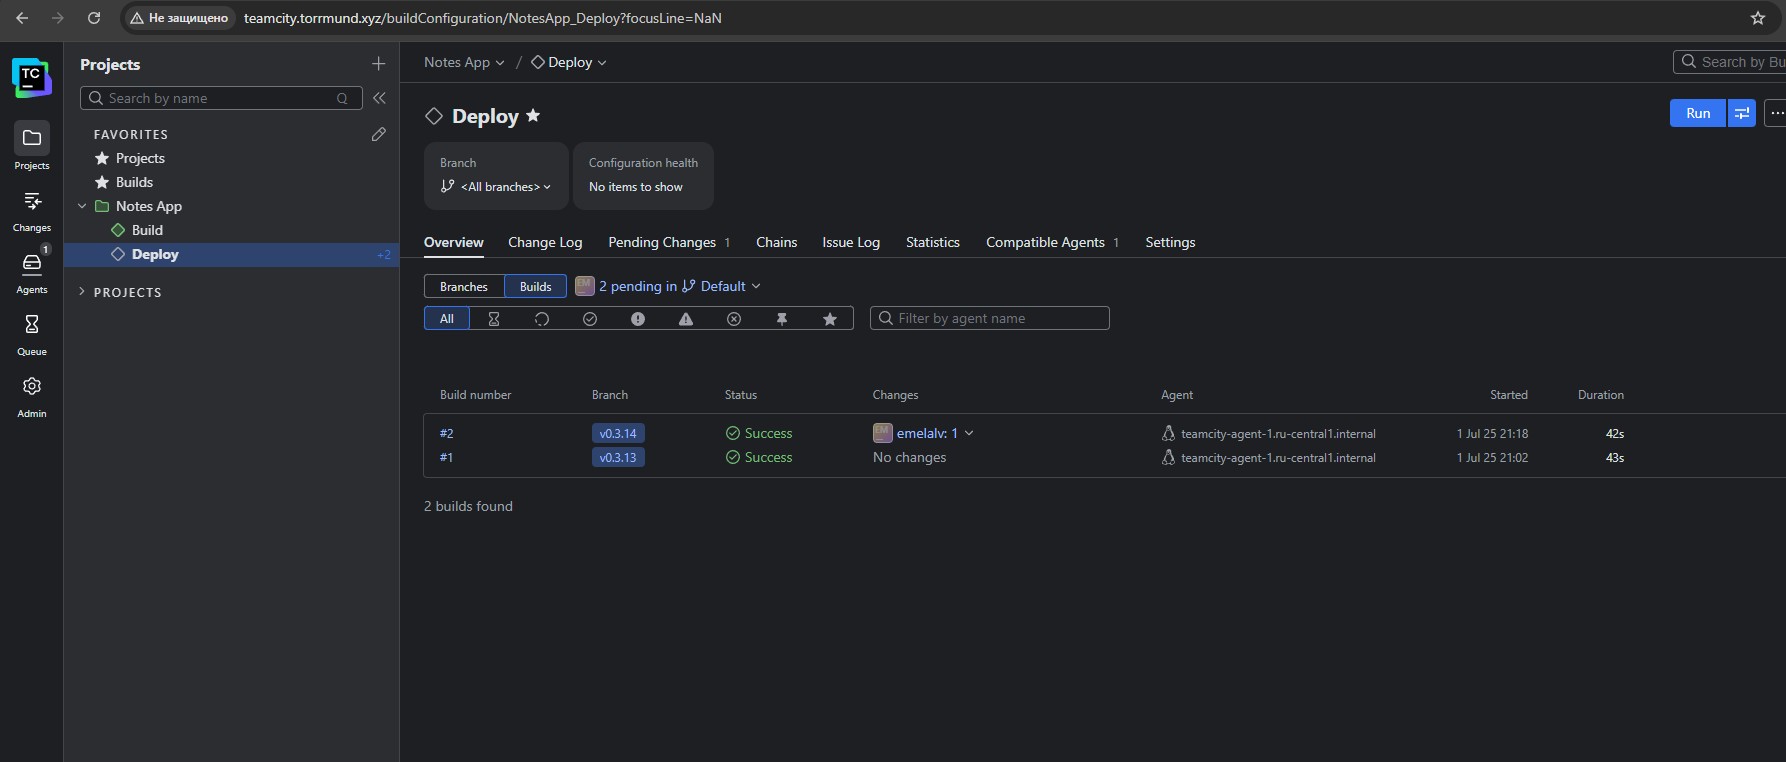 Не защищено teamcity.torrmund.xyz/buildConfiguration/NotesApp_Deploy?focusLine=NaN
TC
Projects
Changes
1
Agents
Queue
Admin
Projects
Search by name Q
FAVORITES
Projects
Builds
Notes App
Build
Deploy +2
PROJECTS
Notes App / Deploy
Search by Bu
Deploy
Run
Branch
<All branches>
Configuration health
No items to show
Overview Change Log Pending Changes 1 Chains Issue Log Statistics Compatible Agents 1 Settings
Branches Builds EM 2 pending in Default
All Filter by agent name
Build number Branch Status Changes Agent Started Duration
#2 v0.3.14 Success EM emelalv: 1 teamcity-agent-1.ru-central1.internal 1 Jul 25 21:18 42s
#1 v0.3.13 Success No changes teamcity-agent-1.ru-central1.internal 1 Jul 25 21:02 43s
2 builds found